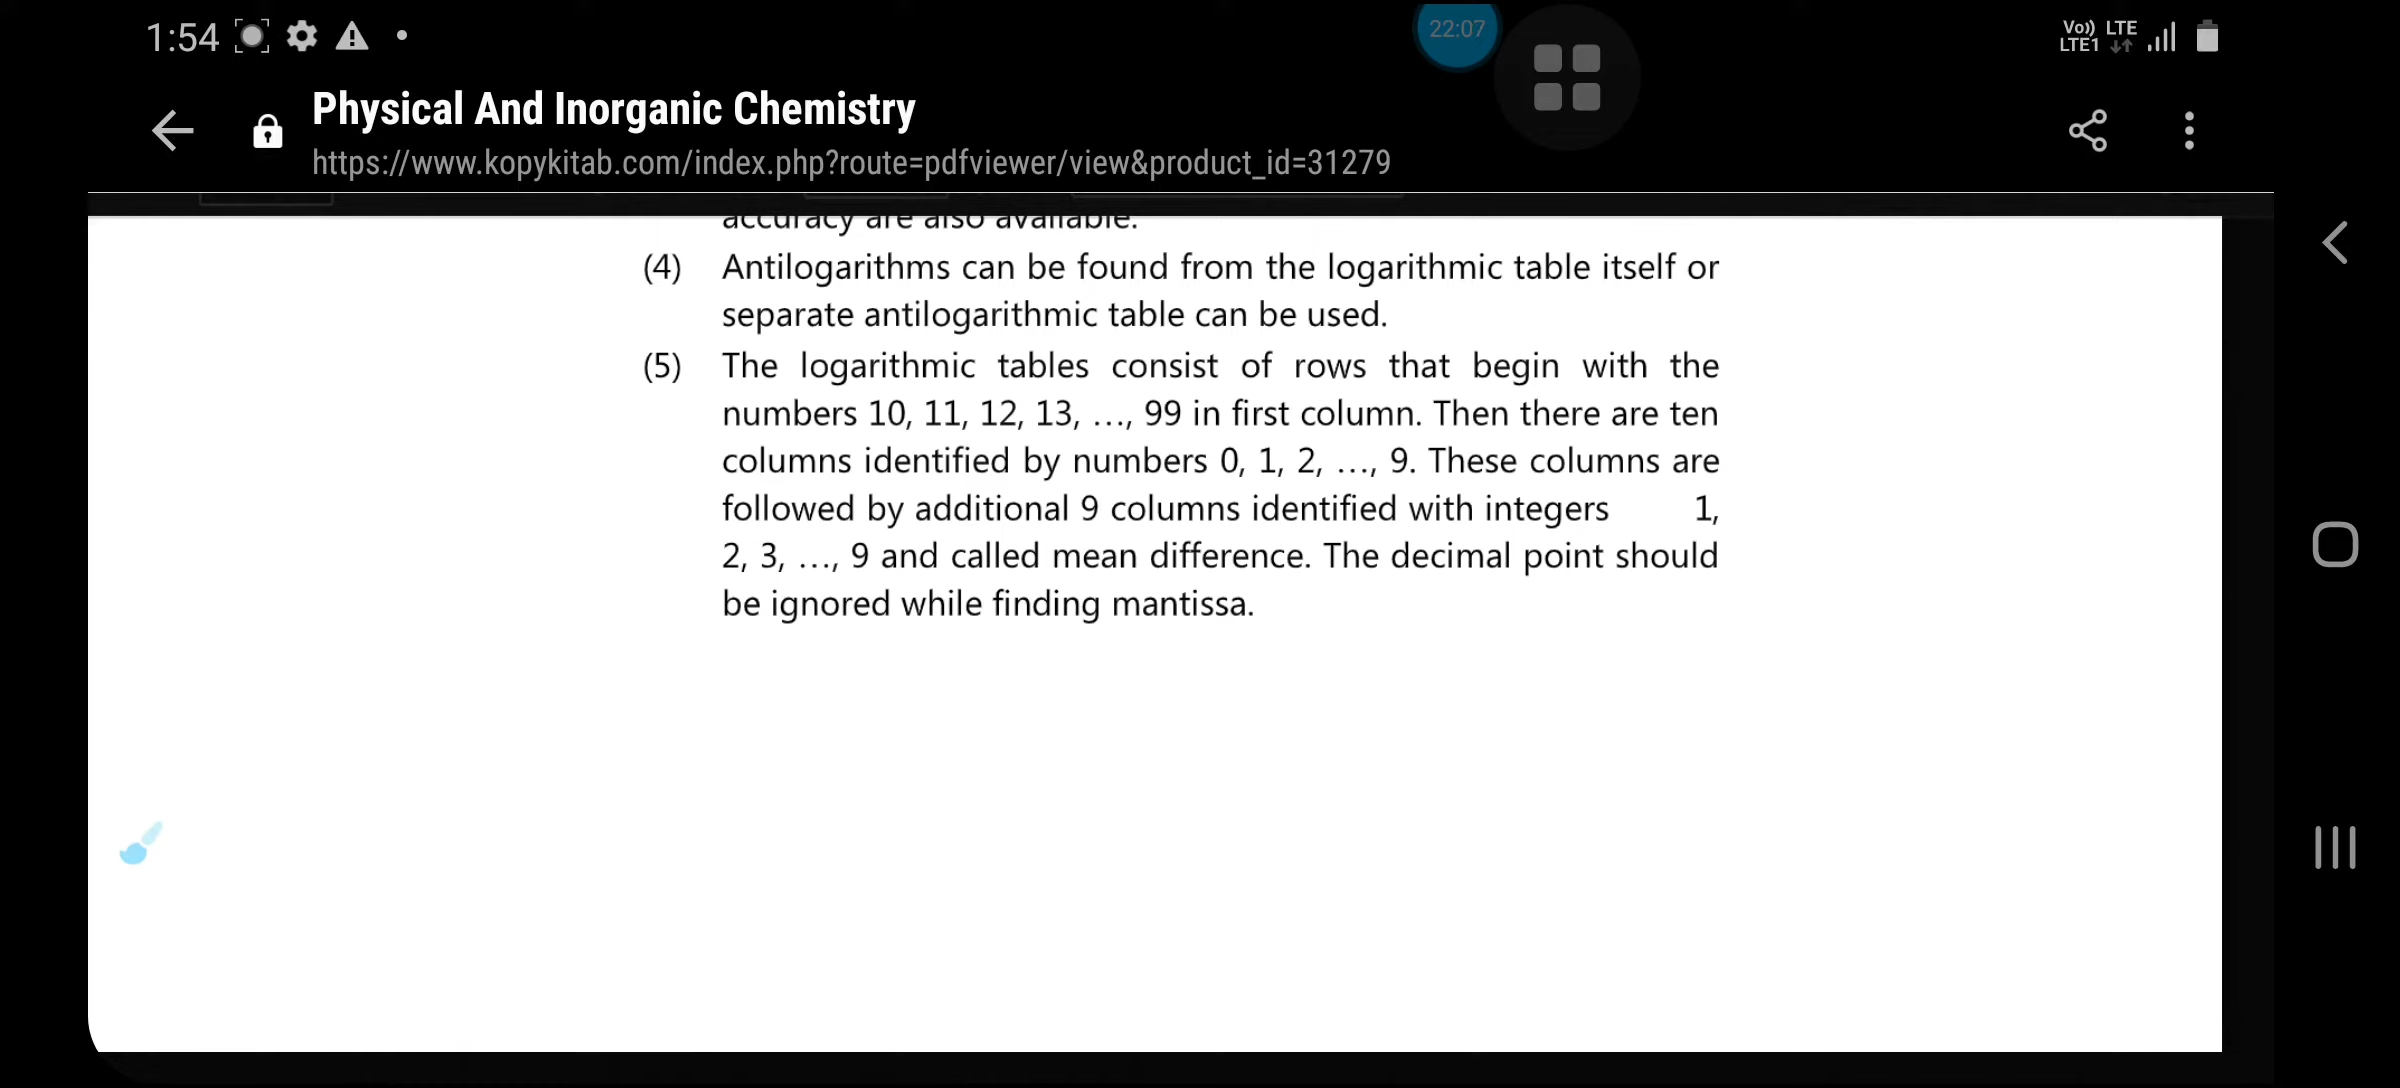 1:54
22:07
Vo)) LTE
LTE1
Physical And Inorganic Chemistry
https://www.kopykitab.com/index.php?route=pdfviewer/view&product_id=31279
accuracy are also available.
(4) Antilogarithms can be found from the logarithmic table itself or
separate antilogarithmic table can be used.
(5) The logarithmic tables consist of rows that begin with the
numbers 10, 11, 12, 13, ..., 99 in first column. Then there are ten
columns identified by numbers 0, 1, 2, ..., 9. These columns are
followed by additional 9 columns identified with integers 1,
2, 3, ..., 9 and called mean difference. The decimal point should
be ignored while finding mantissa.